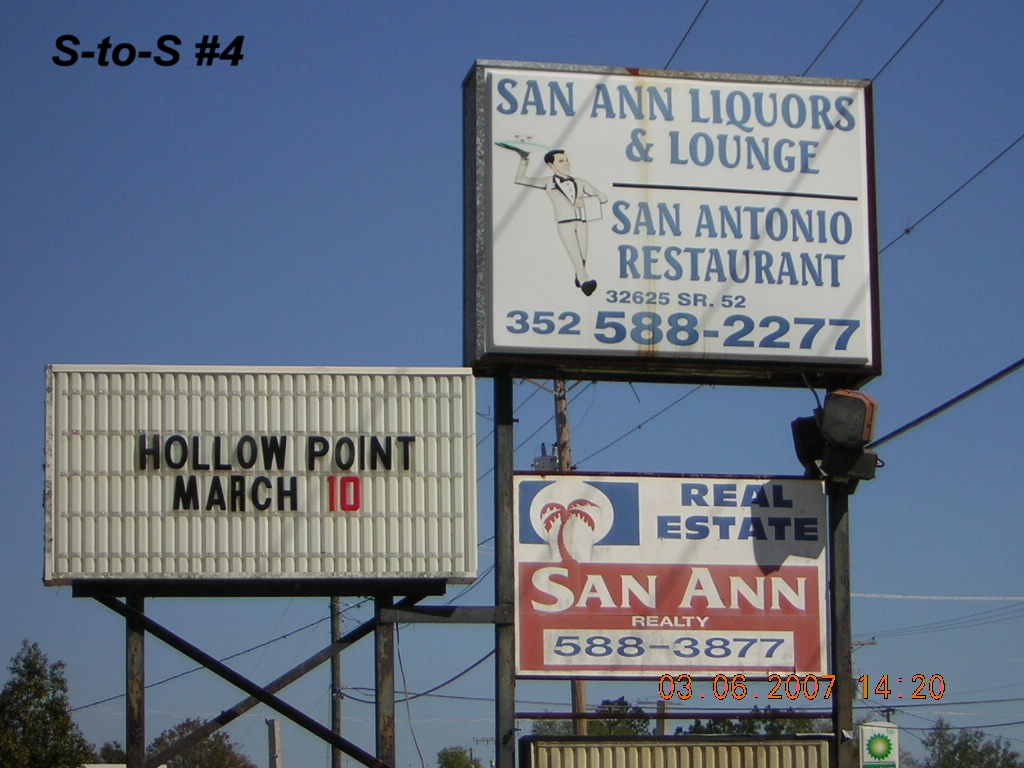 S-to-S #4
SAN ANN LIQUORS
& LOUNGE
SAN ANTONIO
RESTAURANT
32625 SR. 52
352 588-2277
HOLLOW POINT
MARCH 10
REAL
ESTATE
SAN ANN
REALTY
588-3877
03.06.2007 14:20